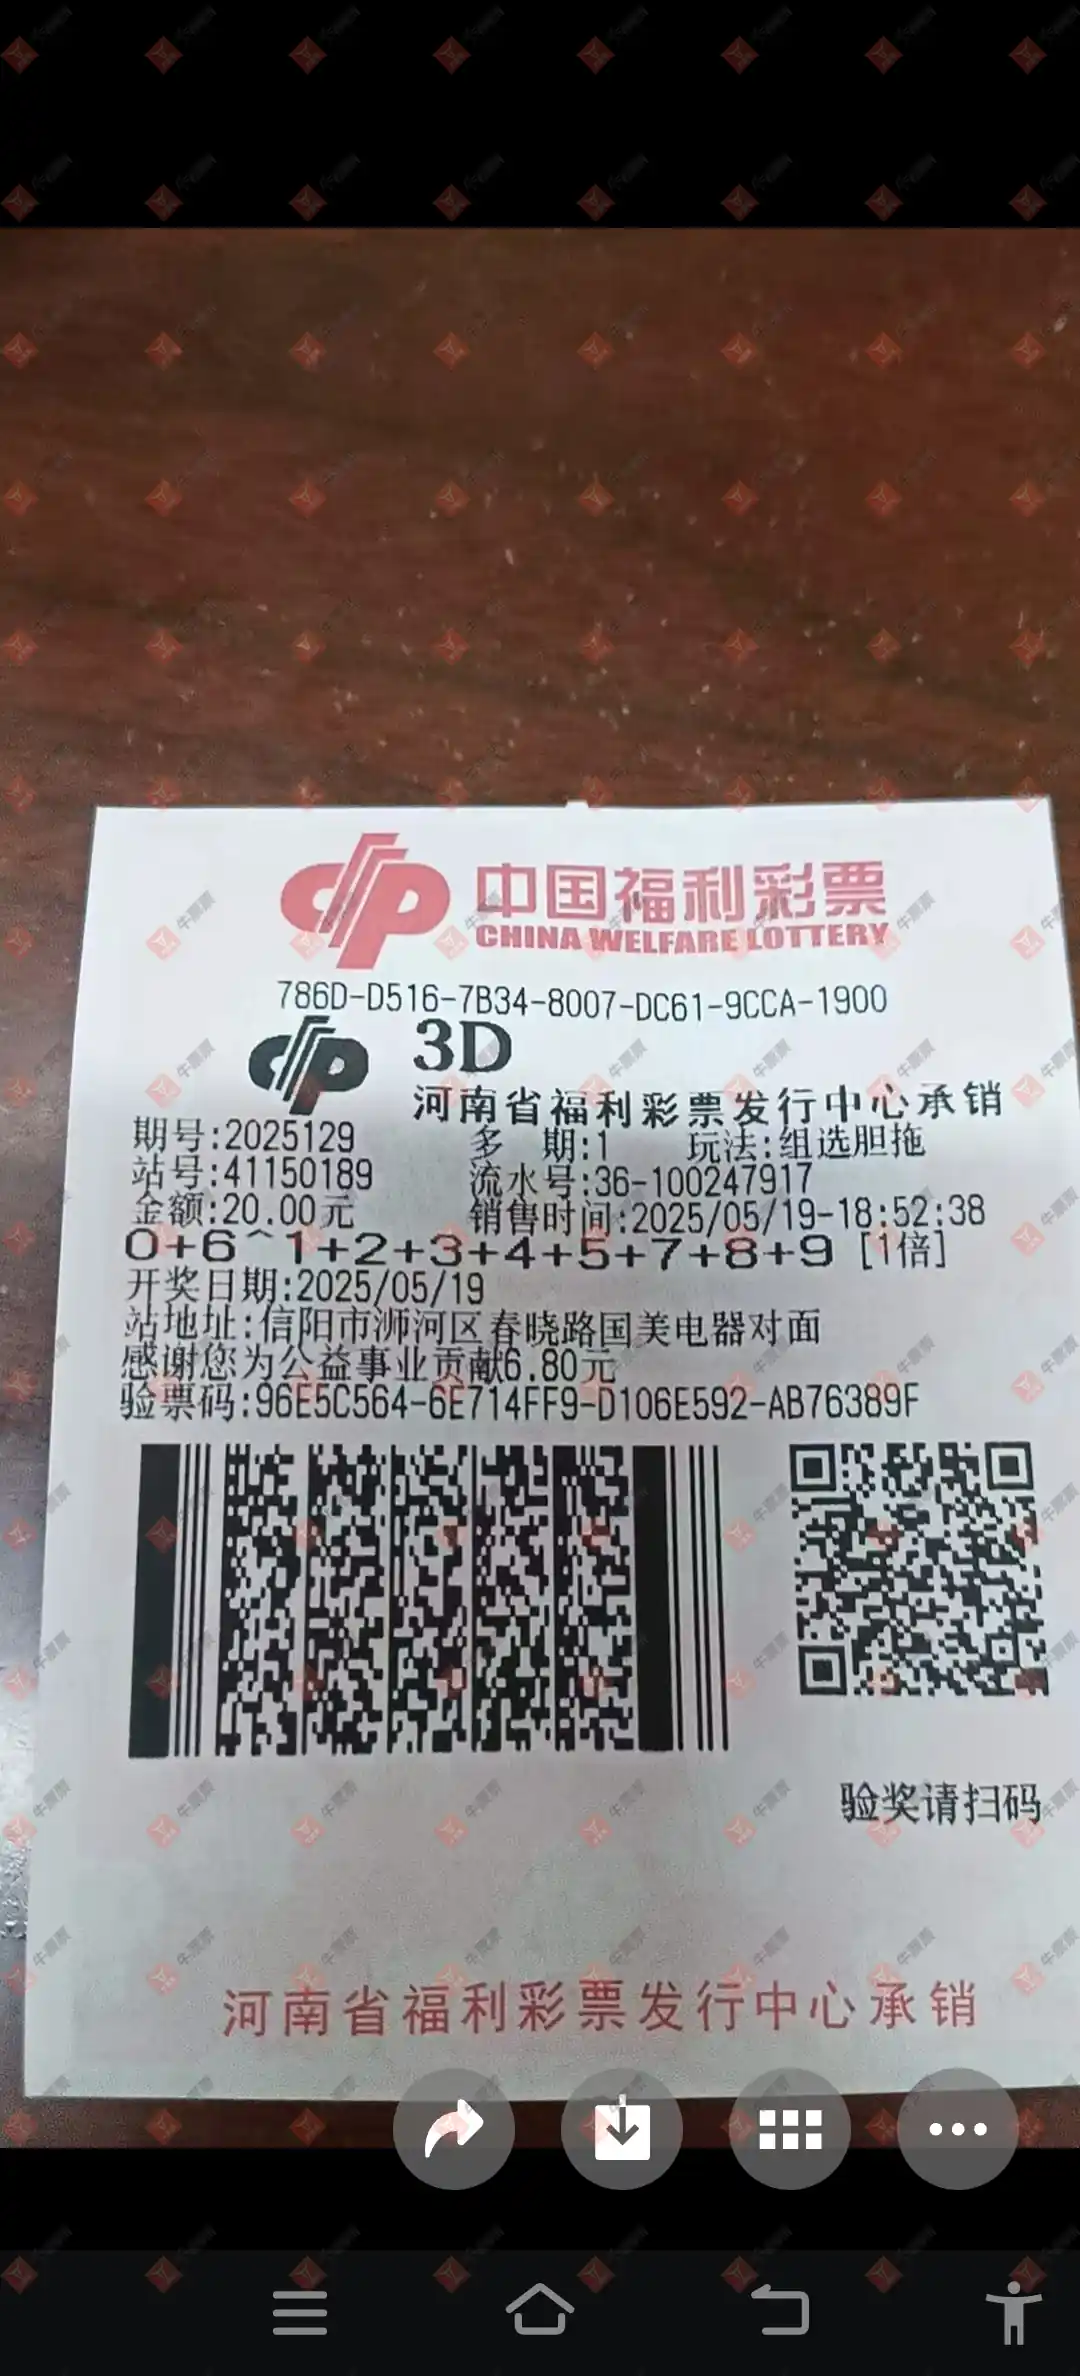 中国福利彩票
CHINA WELFARE LOTTERY
786D-D516-7B34-8007-DC61-9CCA-1900
3D
河南省福利彩票发行中心承销
期号:2025129 多 期:1 玩法:组选胆拖
站号:41150189 流水号:36-100247917
金额:20.00元 销售时间:2025/05/19-18:52:38
0+6^1+2+3+4+5+7+8+9 [1倍]
开奖日期:2025/05/19
站地址:信阳市浉河区春晓路国美电器对面
感谢您为公益事业贡献6.80元
验票码:96E5C564-6E714FF9-D106E592-AB76389F
验奖请扫码
河南省福利彩票发行中心承销
牛票票